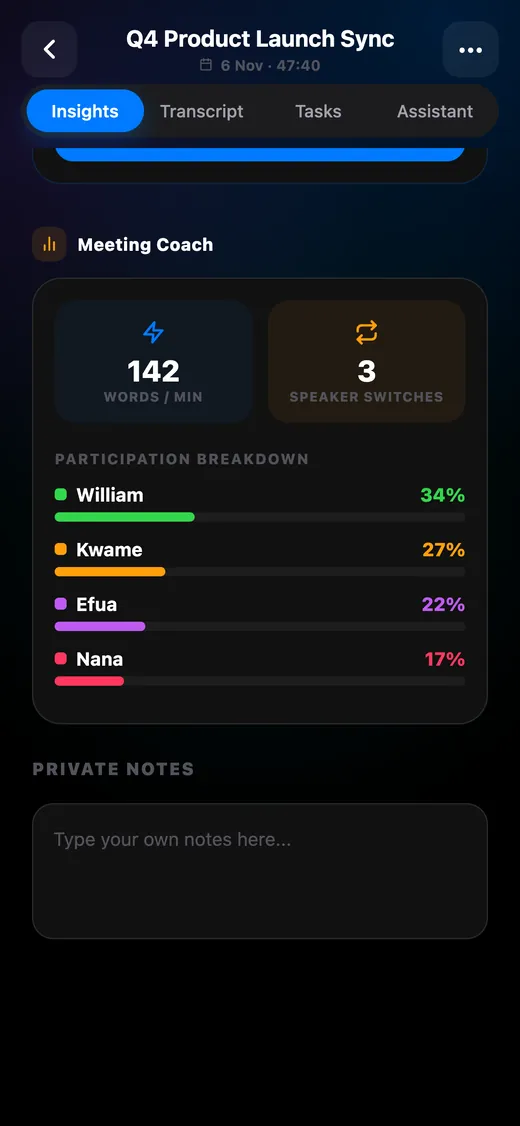 Q4 Product Launch Sync
6 Nov · 47:40
Insights
Transcript
Tasks
Assistant
Meeting Coach
142
WORDS / MIN
3
SPEAKER SWITCHES
PARTICIPATION BREAKDOWN
William 34%
Kwame 27%
Efua 22%
Nana 17%
PRIVATE NOTES
Type your own notes here...